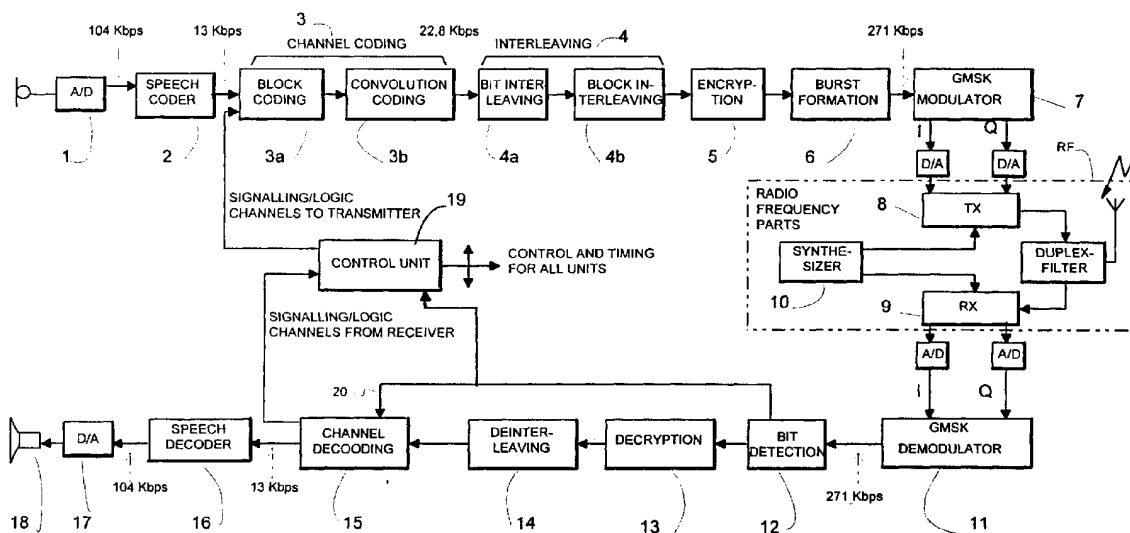 3
104 Kbps
13 Kbps
CHANNEL CODING
22,8 Kbps
INTERLEAVING
4
271 Kbps
A/D
SPEECH
CODER
BLOCK
CODING
CONVOLUTION
CODING
BIT INTER
LEAVING
BLOCK IN-
TERLEAVING
ENCRYP-
TION
BURST
FORMATION
GMSK
MODULATOR
7
1
2
3a
3b
4a
4b
5
6
I
Q
D/A
D/A
RF
SIGNALLING/LOGIC
CHANNELS TO TRANSMITTER
19
CONTROL UNIT
CONTROL AND TIMING
FOR ALL UNITS
RADIO
FREQUENCY
PARTS
8
TX
SYNTHE-
SIZER
DUPLEX-
FILTER
10
9
RX
SIGNALLING/LOGIC
CHANNELS FROM RECEIVER
A/D
A/D
I
Q
20
D/A
SPEECH
DECODER
CHANNEL
DECOODING
DEINTER-
LEAVING
DECRYPTION
BIT
DETECTION
GMSK
DEMODULATOR
104 Kbps
13 Kbps
271 Kbps
18
17
16
15
14
13
12
11